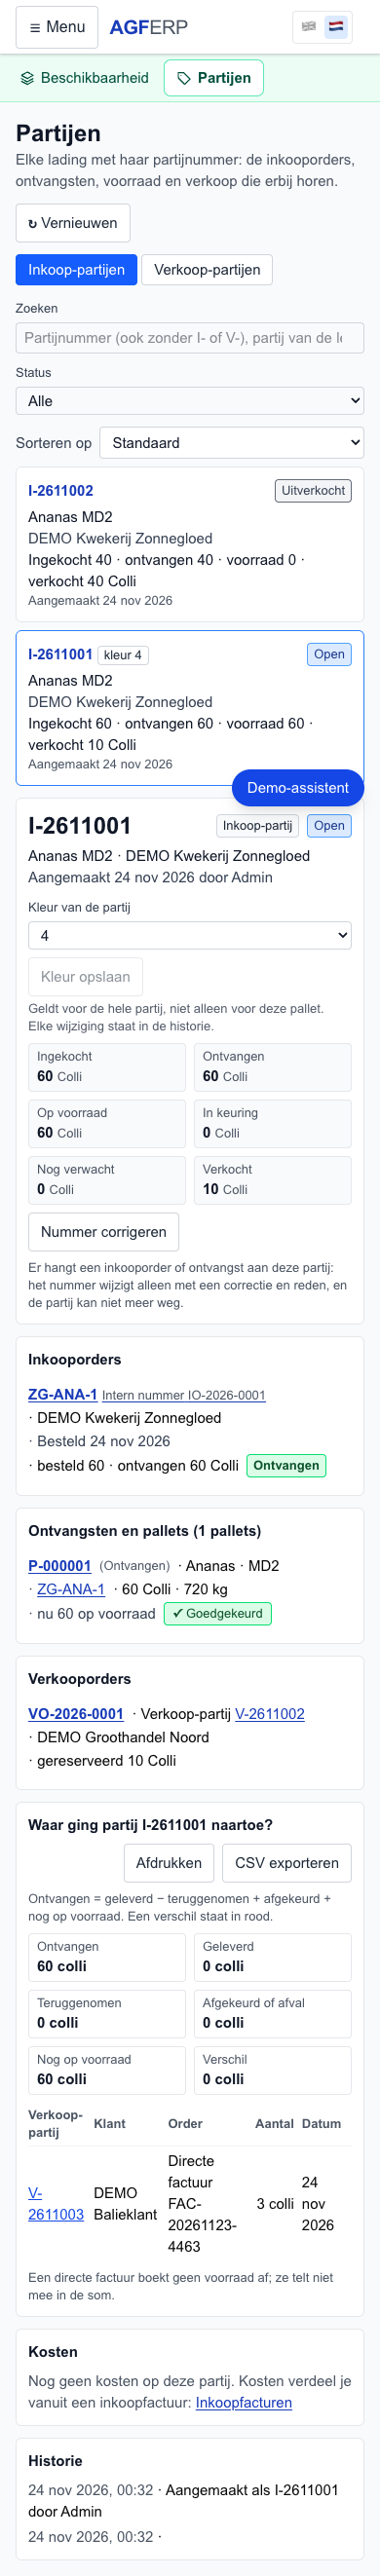 ≡ Menu AGFERP
Beschikbaarheid Partijen
Partijen
Elke lading met haar partijnummer: de inkooporders,
ontvangsten, voorraad en verkoop die erbij horen.
↻ Vernieuwen
Inkoop-partijen Verkoop-partijen
Zoeken
Partijnummer (ook zonder I- of V-), partij van de l
Status
Alle
Sorteren op Standaard
I-2611002 Uitverkocht
Ananas MD2
DEMO Kwekerij Zonnegloed
Ingekocht 40 · ontvangen 40 · voorraad 0 ·
verkocht 40 Colli
Aangemaakt 24 nov 2026
I-2611001 kleur 4 Open
Ananas MD2
DEMO Kwekerij Zonnegloed
Ingekocht 60 · ontvangen 60 · voorraad 60 ·
verkocht 10 Colli
Aangemaakt 24 nov 2026
Demo-assistent
I-2611001 Inkoop-partij Open
Ananas MD2 · DEMO Kwekerij Zonnegloed
Aangemaakt 24 nov 2026 door Admin
Kleur van de partij
4
Kleur opslaan
Geldt voor de hele partij, niet alleen voor deze pallet.
Elke wijziging staat in de historie.
Ingekocht Ontvangen
60 Colli 60 Colli
Op voorraad In keuring
60 Colli 0 Colli
Nog verwacht Verkocht
0 Colli 10 Colli
Nummer corrigeren
Er hangt een inkooporder of ontvangst aan deze partij:
het nummer wijzigt alleen met een correctie en reden, en
de partij kan niet meer weg.
Inkooporders
ZG-ANA-1 Intern nummer IO-2026-0001
· DEMO Kwekerij Zonnegloed
· Besteld 24 nov 2026
· besteld 60 · ontvangen 60 Colli Ontvangen
Ontvangsten en pallets (1 pallets)
P-000001 (Ontvangen) · Ananas · MD2
· ZG-ANA-1 · 60 Colli · 720 kg
· nu 60 op voorraad ✔ Goedgekeurd
Verkooporders
VO-2026-0001 · Verkoop-partij V-2611002
· DEMO Groothandel Noord
· gereserveerd 10 Colli
Waar ging partij I-2611001 naartoe?
Afdrukken CSV exporteren
Ontvangen = geleverd − teruggenomen + afgekeurd +
nog op voorraad. Een verschil staat in rood.
Ontvangen Geleverd
60 colli 0 colli
Teruggenomen Afgekeurd of afval
0 colli 0 colli
Nog op voorraad Verschil
60 colli 0 colli
Verkoop-
partij Klant Order Aantal Datum
Directe
factuur
FAC-
20261123-
4463
V-
2611003
DEMO
Balieklant
3 colli
24
nov
2026
Een directe factuur boekt geen voorraad af; ze telt niet
mee in de som.
Kosten
Nog geen kosten op deze partij. Kosten verdeel je
vanuit een inkoopfactuur: Inkoopfacturen
Historie
24 nov 2026, 00:32 · Aangemaakt als I-2611001
door Admin
24 nov 2026, 00:32 ·